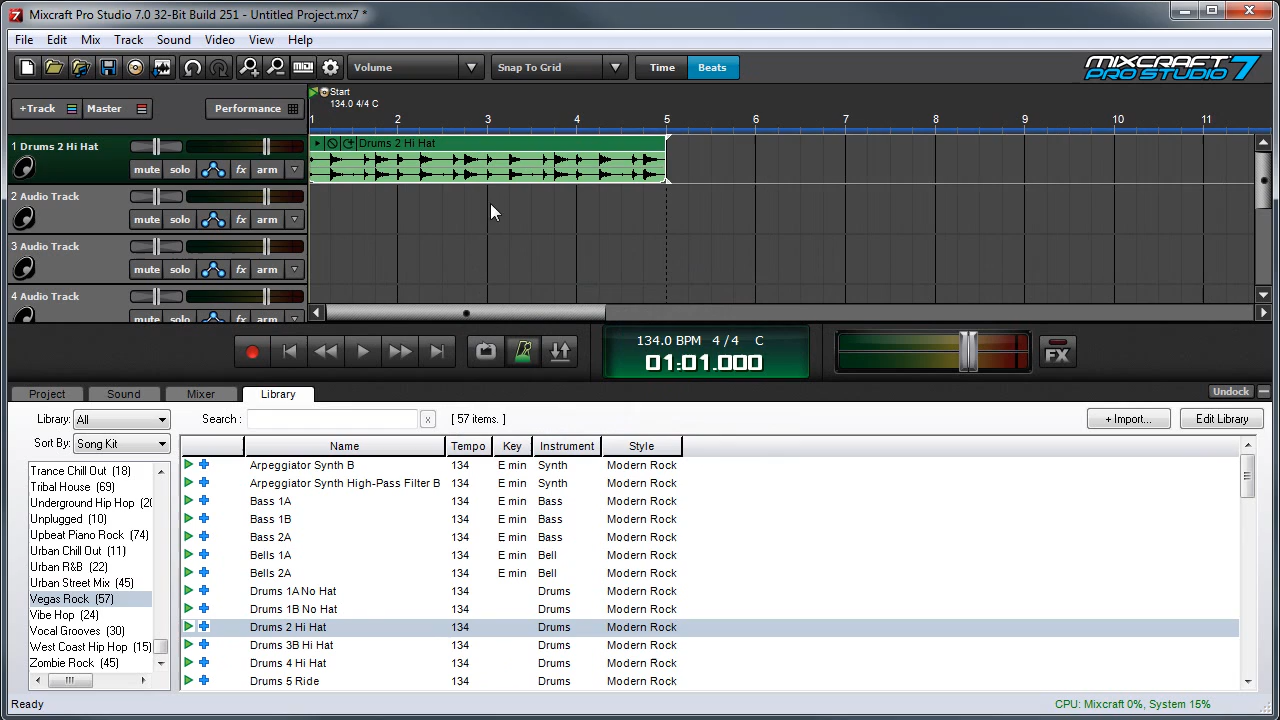 Mixcraft Pro Studio 7.0 32-Bit Build 251 - Untitled Project.mx7 *
File Edit Mix Track Sound Video View Help
Volume Snap To Grid Time Beats MIXCRAFT PRO STUDIO 7
+Track Master Performance
Start
134.0 4/4 C
1 2 3 4 5 6 7 8 9 10 11
1 Drums 2 Hi Hat
mute solo fx arm
Drums 2 Hi Hat
2 Audio Track
mute solo fx arm
3 Audio Track
mute solo fx arm
4 Audio Track
mute solo fx arm
134.0 BPM 4/4 C
01:01.000
FX
Project Sound Mixer Library Undock
Library: All Search : x [ 57 items. ] + Import... Edit Library
Sort By: Song Kit
Trance Chill Out (18)
Tribal House (69)
Underground Hip Hop
Unplugged (10)
Upbeat Piano Rock (74)
Urban Chill Out (11)
Urban R&B (22)
Urban Street Mix (45)
Vegas Rock (57)
Vibe Hop (24)
Vocal Grooves (30)
West Coast Hip Hop (15)
Zombie Rock (45)
Name Tempo Key Instrument Style
Arpeggiator Synth B 134 E min Synth Modern Rock
Arpeggiator Synth High-Pass Filter B 134 E min Synth Modern Rock
Bass 1A 134 E min Bass Modern Rock
Bass 1B 134 E min Bass Modern Rock
Bass 2A 134 E min Bass Modern Rock
Bells 1A 134 E min Bell Modern Rock
Bells 2A 134 E min Bell Modern Rock
Drums 1A No Hat 134 Drums Modern Rock
Drums 1B No Hat 134 Drums Modern Rock
Drums 2 Hi Hat 134 Drums Modern Rock
Drums 3B Hi Hat 134 Drums Modern Rock
Drums 4 Hi Hat 134 Drums Modern Rock
Drums 5 Ride 134 Drums Modern Rock
Ready CPU: Mixcraft 0%, System 15%